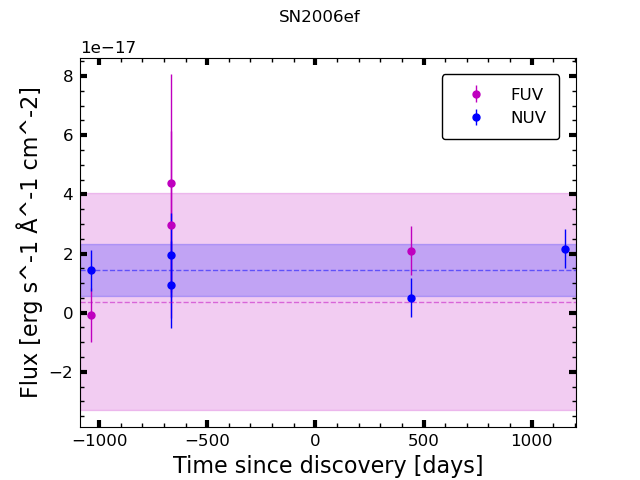 SN2006ef
1e−17
FUV
NUV
8
6
4
2
0
−2
−1000
−500
0
500
1000
Flux [erg s^-1 Å^-1 cm^-2]
Time since discovery [days]